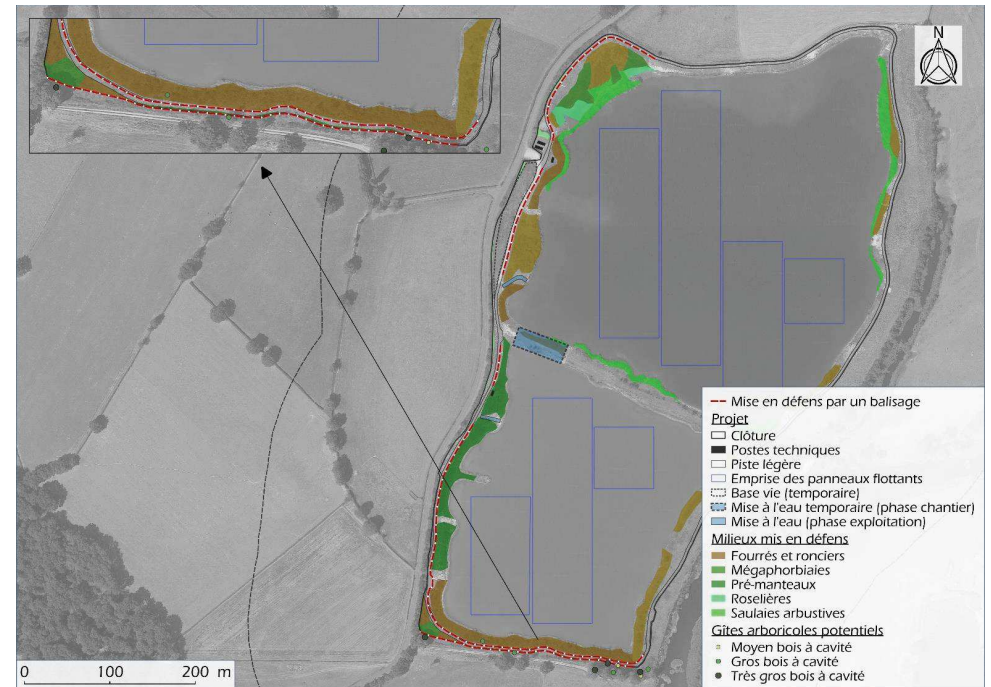 N
Mise en défens par un balisage
Projet
Clôture
Postes techniques
Piste légère
Emprise des panneaux flottants
Base vie (temporaire)
Mise à l'eau temporaire (phase chantier)
Mise à l'eau (phase exploitation)
Milieux mis en défens
Fourrés et ronciers
Mégaphorbiaies
Pré-manteaux
Roselières
Saulaies arbustives
Gîtes arboricoles potentiels
Moyen bois à cavité
Gros bois à cavité
Très gros bois à cavité
0 100 200 m